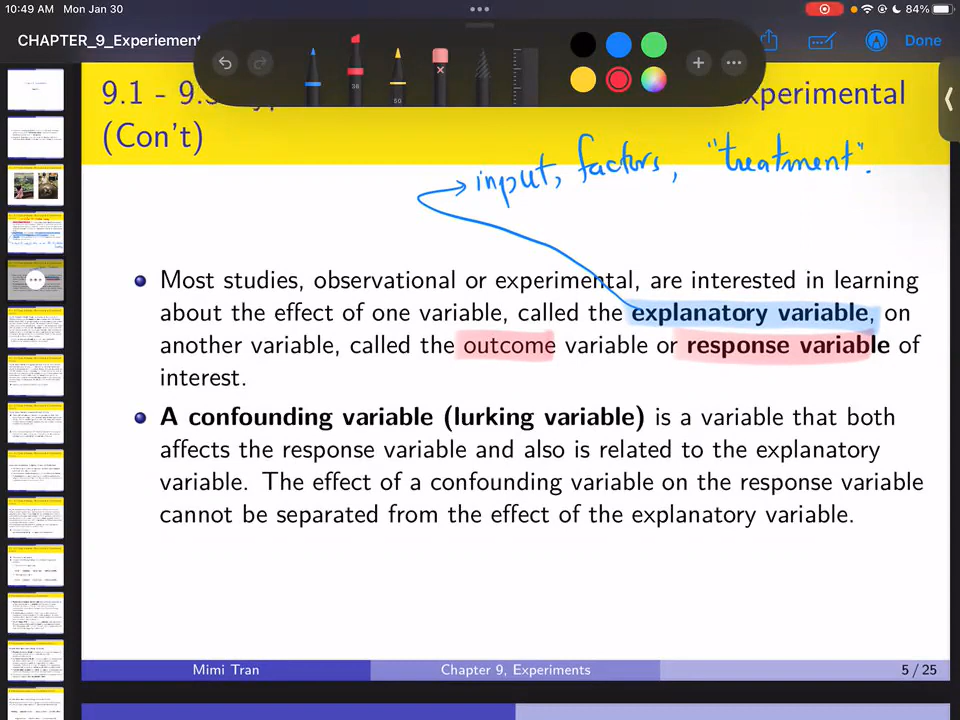 10:49 AM Mon Jan 30
84%
CHAPTER_9_Experiement
Done
9.1 - 9. xperimental
(Con't)
input, factors, "treatment".
Most studies, observational or experimental, are interested in learning
about the effect of one variable, called the explanatory variable, on
another variable, called the outcome variable or response variable of
interest.
A confounding variable (lurking variable) is a variable that both
affects the response variable and also is related to the explanatory
variable. The effect of a confounding variable on the response variable
cannot be separated from the effect of the explanatory variable.
Mimi Tran
Chapter 9, Experiments
5 / 25